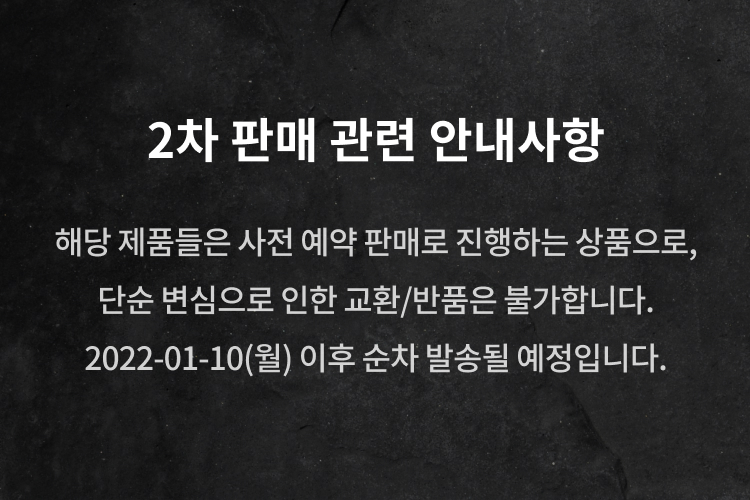 2차 판매 관련 안내사항
해당 제품들은 사전 예약 판매로 진행하는 상품으로,
단순 변심으로 인한 교환/반품은 불가합니다.
2022-01-10(월) 이후 순차 발송될 예정입니다.